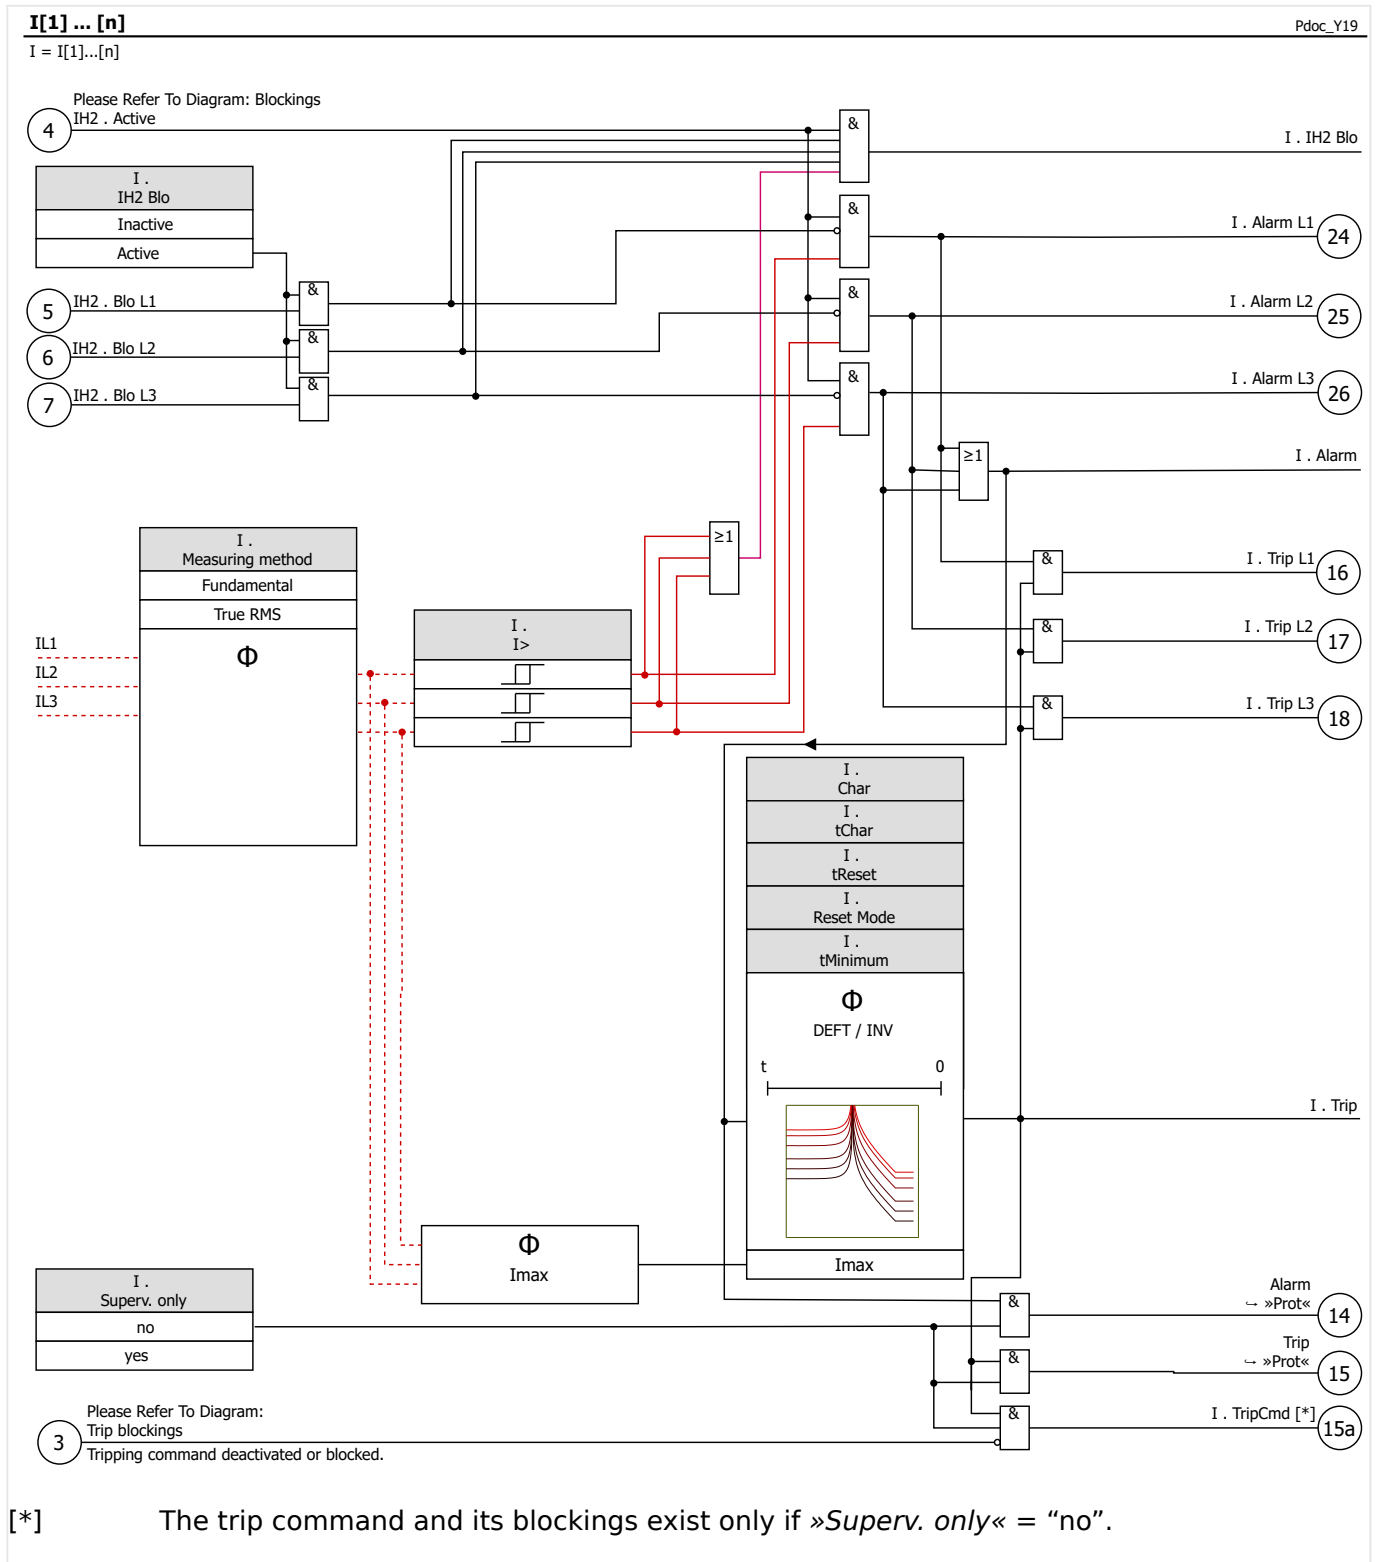 I[1] ... [n]
Pdoc_Y19
I = I[1]...[n]
Please Refer To Diagram: Blockings
4
IH2 . Active
&
I . IH2 Blo
I .
IH2 Blo
Inactive
Active
&
I . Alarm L1
24
5
IH2 . Blo L1
&
&
I . Alarm L2
25
6
IH2 . Blo L2
&
7
IH2 . Blo L3
&
&
I . Alarm L3
26
≥1
I . Alarm
I .
Measuring method
Fundamental
True RMS
Φ
IL1
IL2
IL3
I .
I>
≥1
&
I . Trip L1
16
&
I . Trip L2
17
&
I . Trip L3
18
I .
Char
I .
tChar
I .
tReset
I .
Reset Mode
I .
tMinimum
Φ
DEFT / INV
t
0
I . Trip
Imax
Φ
Imax
I .
Superv. only
no
yes
&
Alarm
↪ »Prot«
14
&
Trip
↪ »Prot«
15
&
I . TripCmd [*]
15a
Please Refer To Diagram:
3
Trip blockings
Tripping command deactivated or blocked.
[*] The trip command and its blockings exist only if »Superv. only« = “no”.